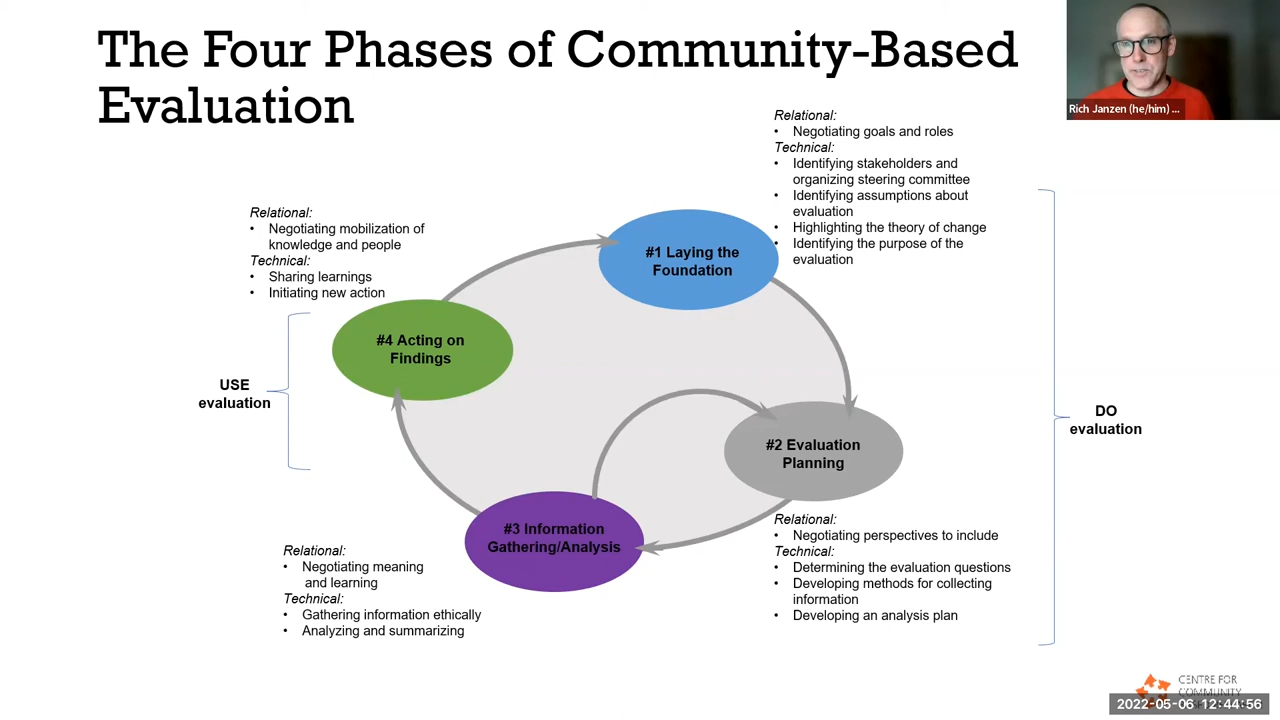 The Four Phases of Community-Based
Evaluation
Rich Janzen (he/him) ...
Relational:
• Negotiating goals and roles
Technical:
• Identifying stakeholders and
organizing steering committee
• Identifying assumptions about
evaluation
• Highlighting the theory of change
• Identifying the purpose of the
evaluation
Relational:
• Negotiating mobilization of
knowledge and people
Technical:
• Sharing learnings
• Initiating new action
#1 Laying the
Foundation
#4 Acting on
Findings
USE
evaluation
DO
evaluation
#2 Evaluation
Planning
#3 Information
Gathering/Analysis
Relational:
• Negotiating perspectives to include
Technical:
• Determining the evaluation questions
• Developing methods for collecting
information
• Developing an analysis plan
Relational:
• Negotiating meaning
and learning
Technical:
• Gathering information ethically
• Analyzing and summarizing
CENTRE FOR
COMMUNITY
2022-05-06 12:44:56